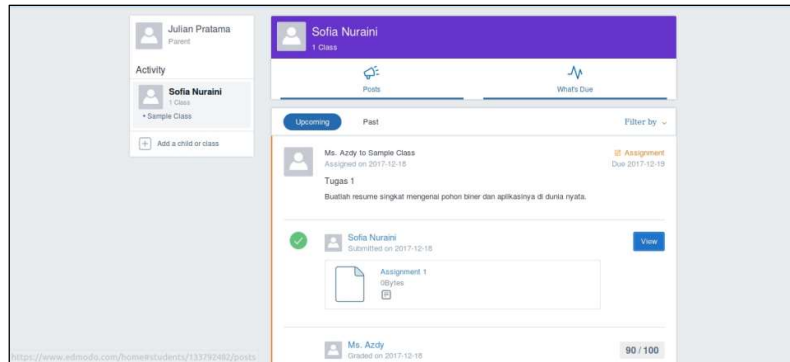 Julian Pratama
Parent
Activity
Sofia Nuraini
1 Class
• Sample Class
Add a child or class
Sofia Nuraini
1 Class
Posts
What's Due
Upcoming
Past
Filter by
Ms. Azdy to Sample Class
Assigned on 2017-12-18
Assignment
Due 2017-12-19
Tugas 1
Buatlah resume singkat mengenai pohon biner dan aplikasinya di dunia nyata.
Sofia Nuraini
Submitted on 2017-12-18
View
Assignment 1
0Bytes
Ms. Azdy
Graded on 2017-12-18
90 / 100
https://www.edmodo.com/home#students/133792482/posts